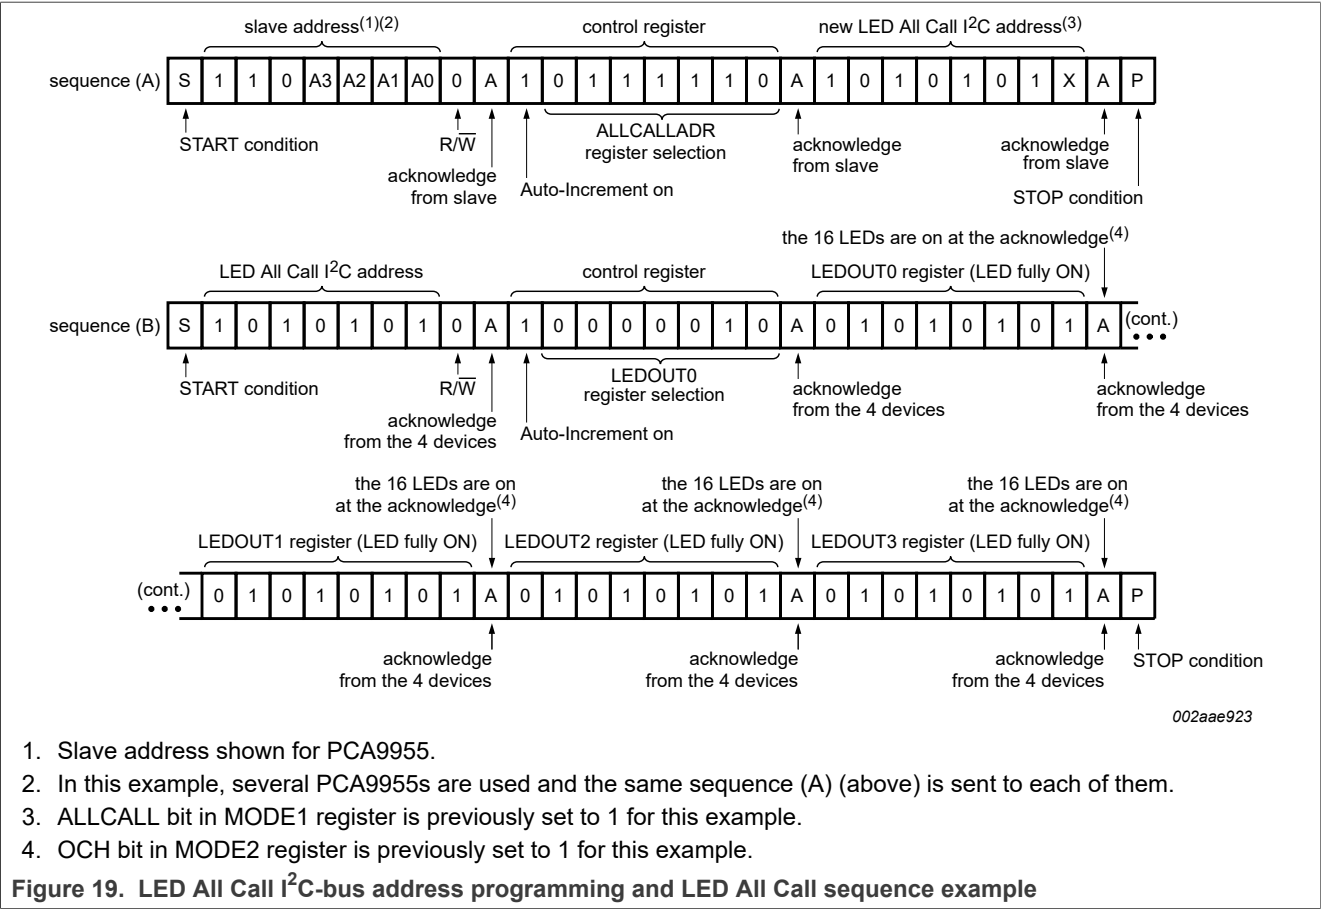 slave address(1)(2) control register new LED All Call I2C address(3)
sequence (A) S 1 1 0 A3 A2 A1 A0 0 A 1 0 1 1 1 1 1 0 A 1 0 1 0 1 0 1 X A P
START condition R/W ALLCALLADR acknowledge acknowledge
register selection from slave from slave
acknowledge Auto-Increment on STOP condition
from slave
the 16 LEDs are on at the acknowledge(4)
LED All Call I2C address control register LEDOUT0 register (LED fully ON)
sequence (B) S 1 0 1 0 1 0 1 0 A 1 0 0 0 0 0 1 0 A 0 1 0 1 0 1 0 1 A (cont.)
START condition R/W LEDOUT0 acknowledge acknowledge
register selection from the 4 devices from the 4 devices
acknowledge Auto-Increment on
from the 4 devices
the 16 LEDs are on the 16 LEDs are on the 16 LEDs are on
at the acknowledge(4) at the acknowledge(4) at the acknowledge(4)
LEDOUT1 register (LED fully ON) LEDOUT2 register (LED fully ON) LEDOUT3 register (LED fully ON)
(cont.) 0 1 0 1 0 1 0 1 A 0 1 0 1 0 1 0 1 A 0 1 0 1 0 1 0 1 A P
acknowledge acknowledge acknowledge STOP condition
from the 4 devices from the 4 devices from the 4 devices
002aae923
1. Slave address shown for PCA9955.
2. In this example, several PCA9955s are used and the same sequence (A) (above) is sent to each of them.
3. ALLCALL bit in MODE1 register is previously set to 1 for this example.
4. OCH bit in MODE2 register is previously set to 1 for this example.
Figure 19. LED All Call I2C-bus address programming and LED All Call sequence example